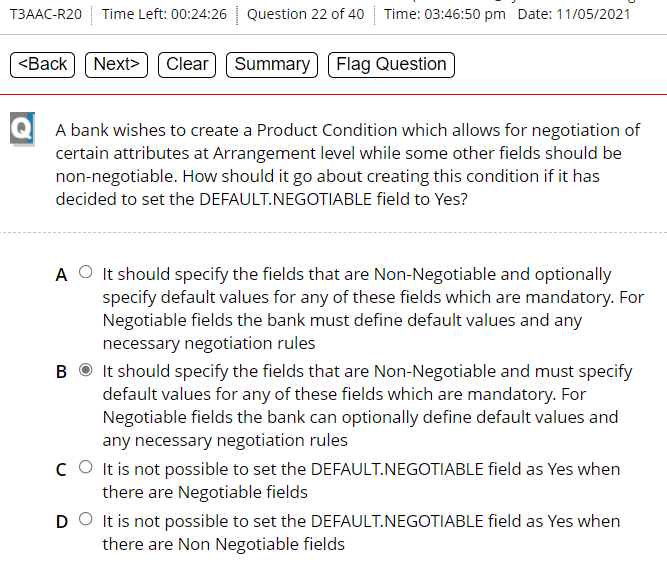 T3AAC-R20 Time Left: 00:24:26 Question 22 of 40 Time: 03:46:50 pm Date: 11/05/2021
<Back Next> Clear Summary Flag Question
Q
A bank wishes to create a Product Condition which allows for negotiation of
certain attributes at Arrangement level while some other fields should be
non-negotiable. How should it go about creating this condition if it has
decided to set the DEFAULT.NEGOTIABLE field to Yes?
A It should specify the fields that are Non-Negotiable and optionally
specify default values for any of these fields which are mandatory. For
Negotiable fields the bank must define default values and any
necessary negotiation rules
B It should specify the fields that are Non-Negotiable and must specify
default values for any of these fields which are mandatory. For
Negotiable fields the bank can optionally define default values and
any necessary negotiation rules
C It is not possible to set the DEFAULT.NEGOTIABLE field as Yes when
there are Negotiable fields
D It is not possible to set the DEFAULT.NEGOTIABLE field as Yes when
there are Non Negotiable fields